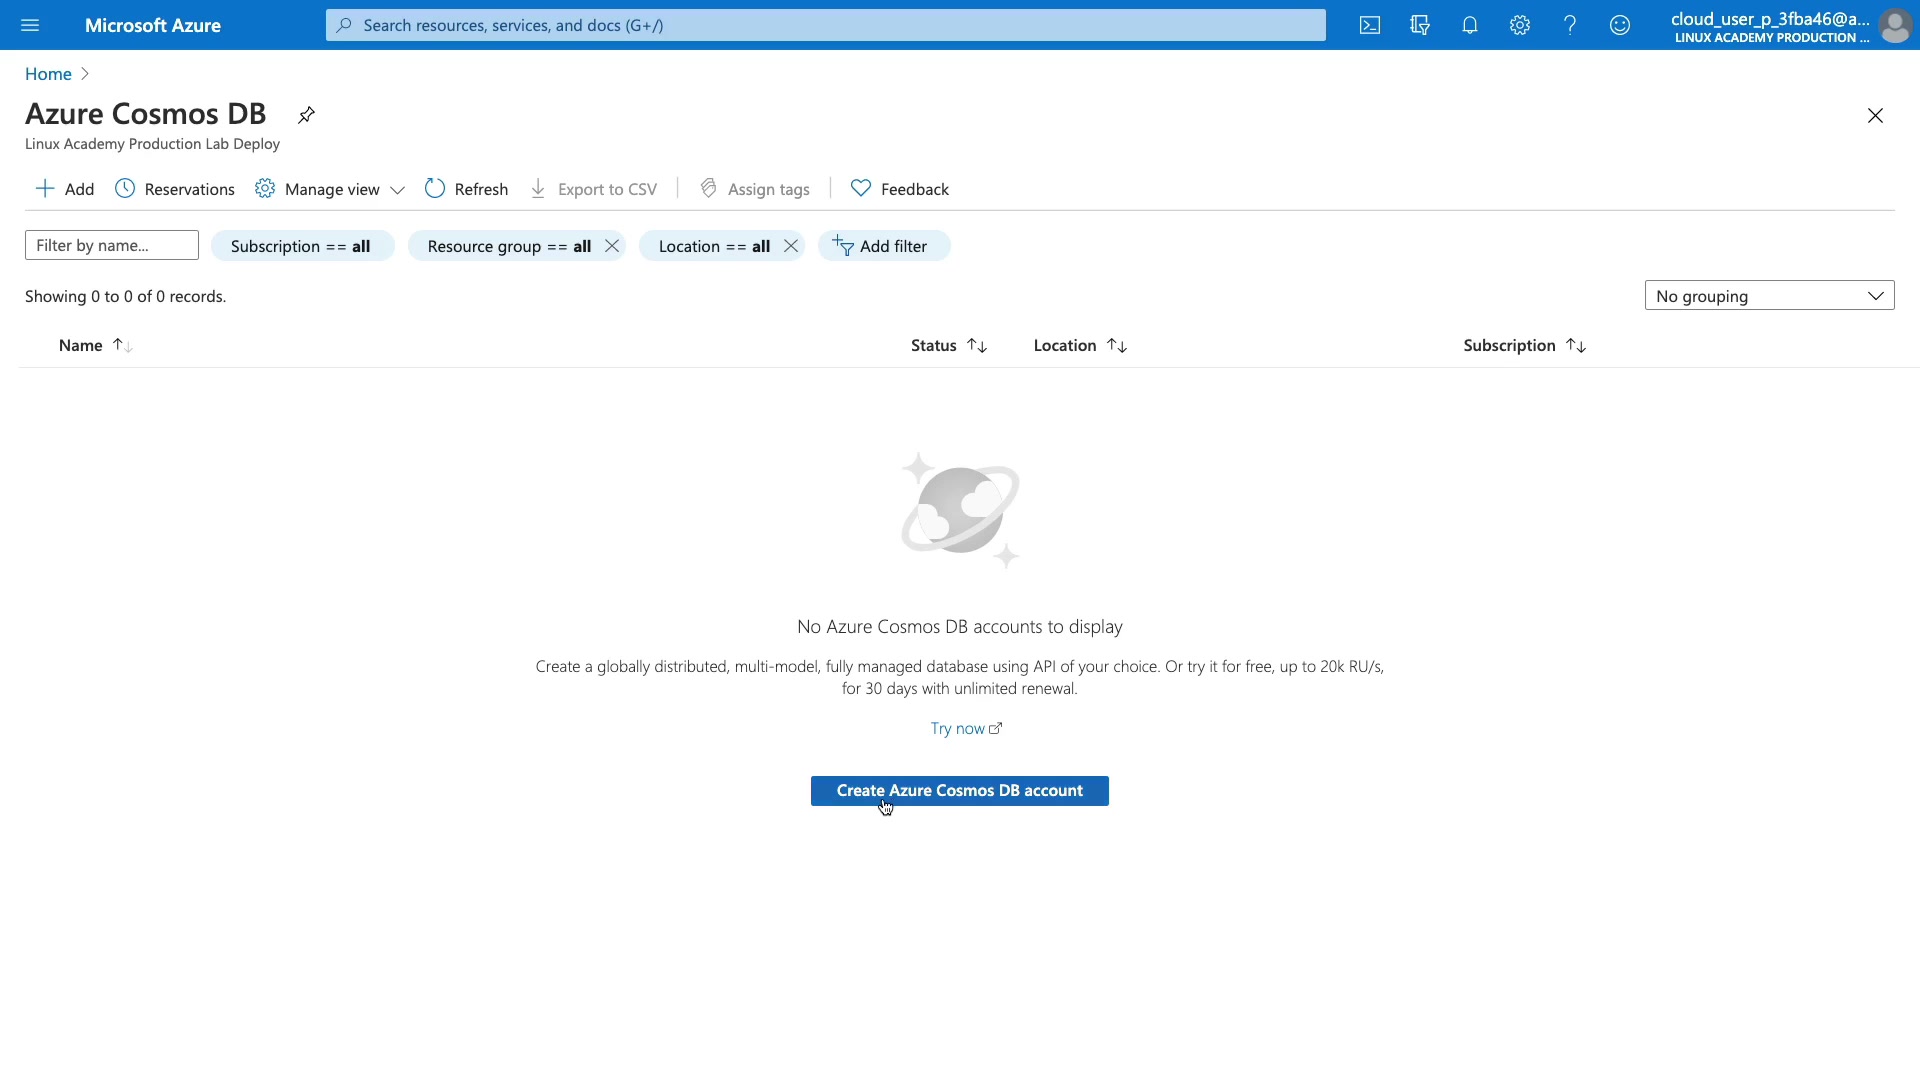 Microsoft Azure
Search resources, services, and docs (G+/)
cloud_user_p_3fba46@a...
LINUX ACADEMY PRODUCTION ...
Home
Azure Cosmos DB
Linux Academy Production Lab Deploy
Add Reservations Manage view Refresh Export to CSV Assign tags Feedback
Filter by name... Subscription == all Resource group == all Location == all Add filter
Showing 0 to 0 of 0 records. No grouping
Name Status Location Subscription
No Azure Cosmos DB accounts to display
Create a globally distributed, multi-model, fully managed database using API of your choice. Or try it for free, up to 20k RU/s,
for 30 days with unlimited renewal.
Try now
Create Azure Cosmos DB account